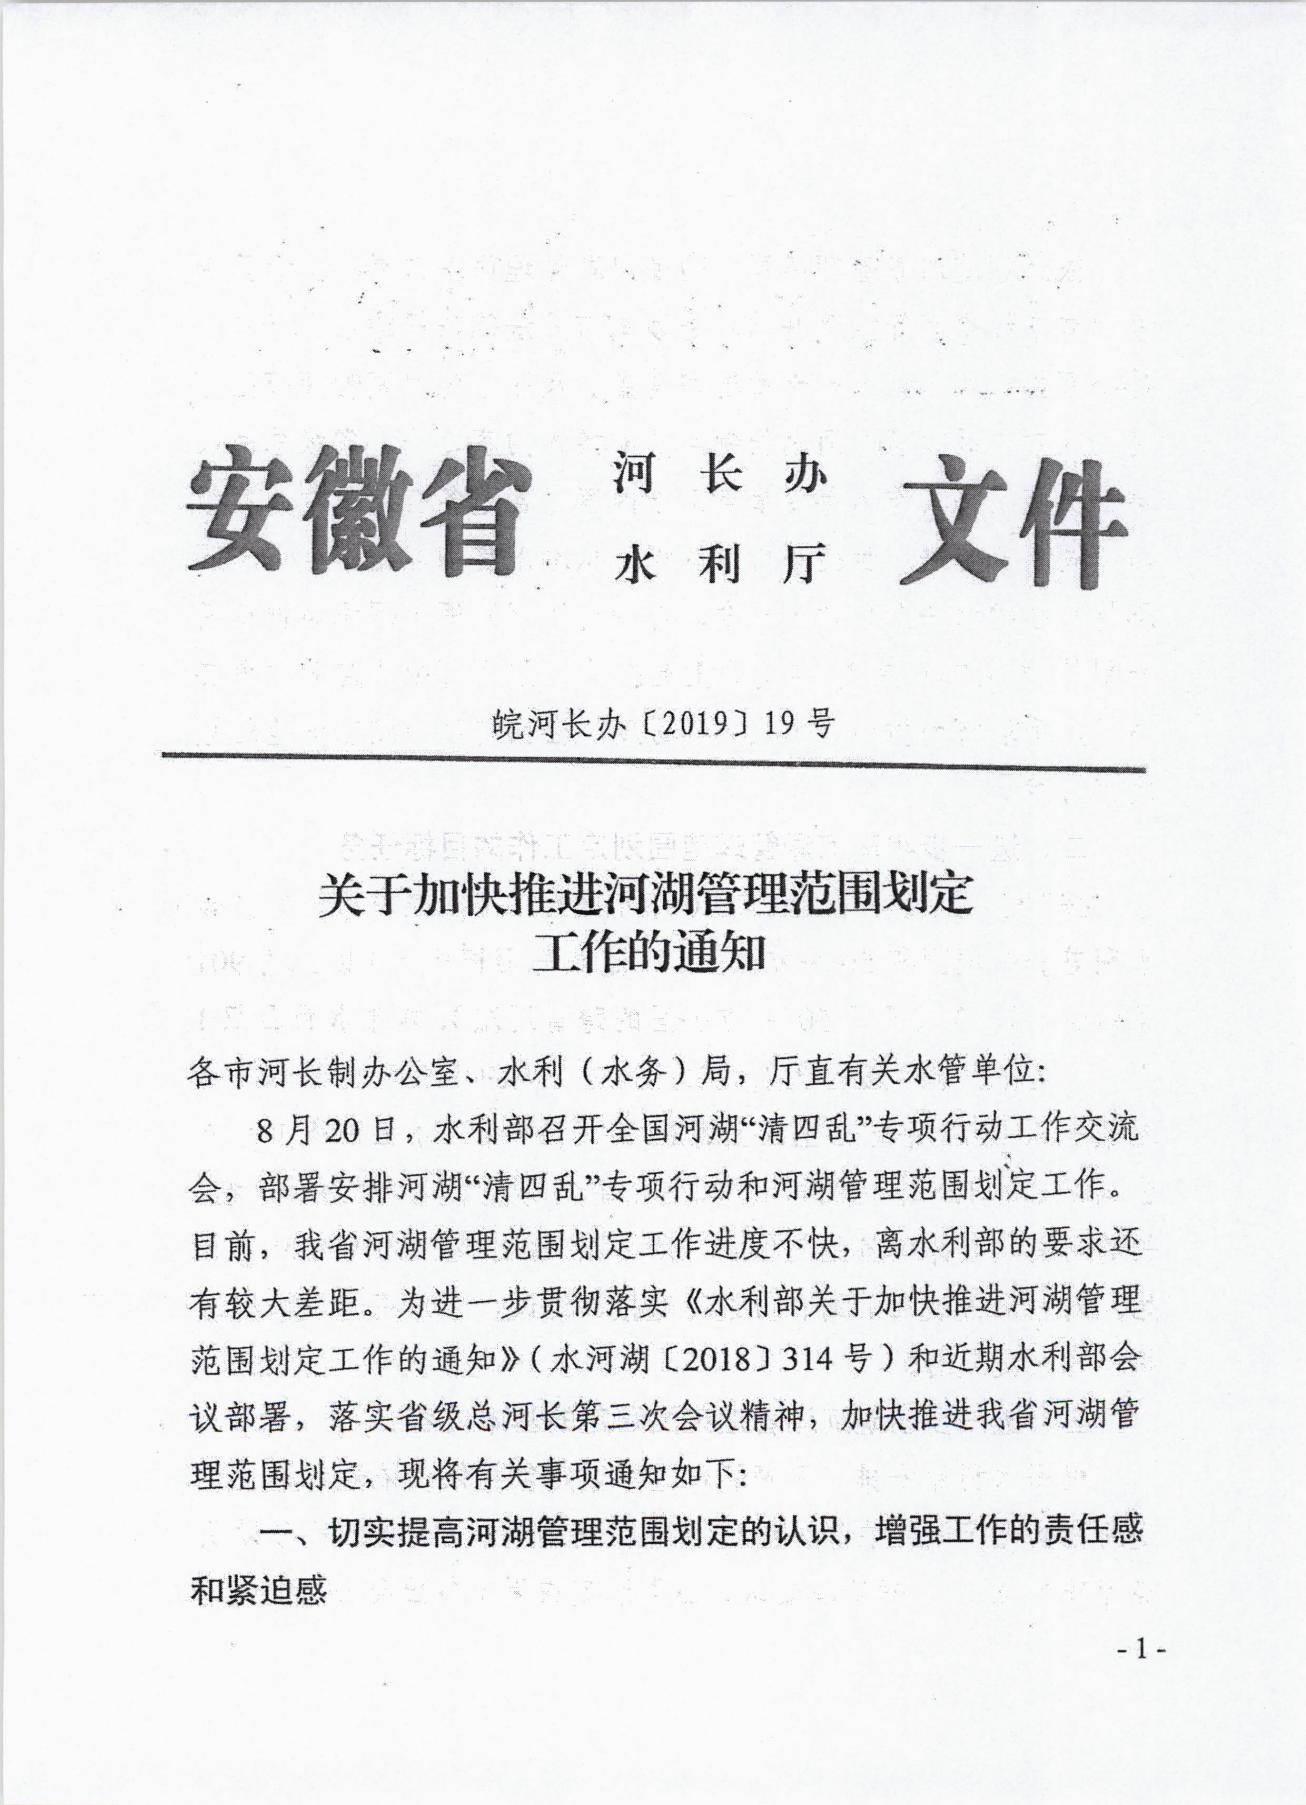 安徽省 河长办 水利厅 文件
皖河长办〔2019〕19 号
关于加快推进河湖管理范围划定
工作的通知
各市河长制办公室、水利（水务）局，厅直有关水管单位：
8 月 20 日，水利部召开全国河湖“清四乱”专项行动工作交流
会，部署安排河湖“清四乱”专项行动和河湖管理范围划定工作。
目前，我省河湖管理范围划定工作进度不快，离水利部的要求还
有较大差距。为进一步贯彻落实《水利部关于加快推进河湖管理
范围划定工作的通知》（水河湖〔2018〕314 号）和近期水利部会
议部署，落实省级总河长第三次会议精神，加快推进我省河湖管
理范围划定，现将有关事项通知如下：
一、切实提高河湖管理范围划定的认识，增强工作的责任感
和紧迫感
- 1 -